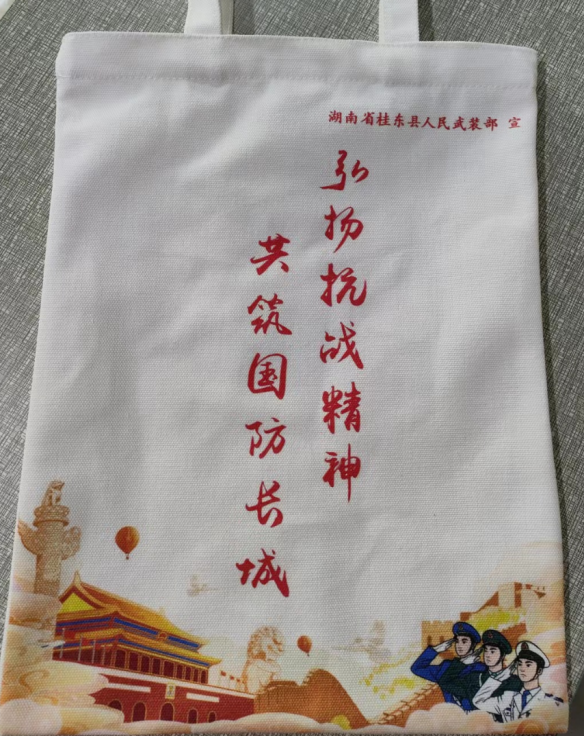 湖南省桂东县人民武装部 宣
弘扬抗战精神
共筑国防长城